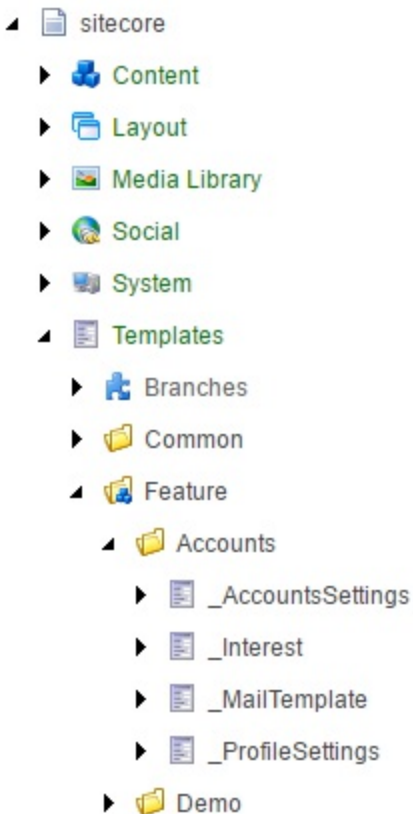 sitecore
Content
Layout
Media Library
Social
System
Templates
Branches
Common
Feature
Accounts
_AccountsSettings
_Interest
_MailTemplate
_ProfileSettings
Demo